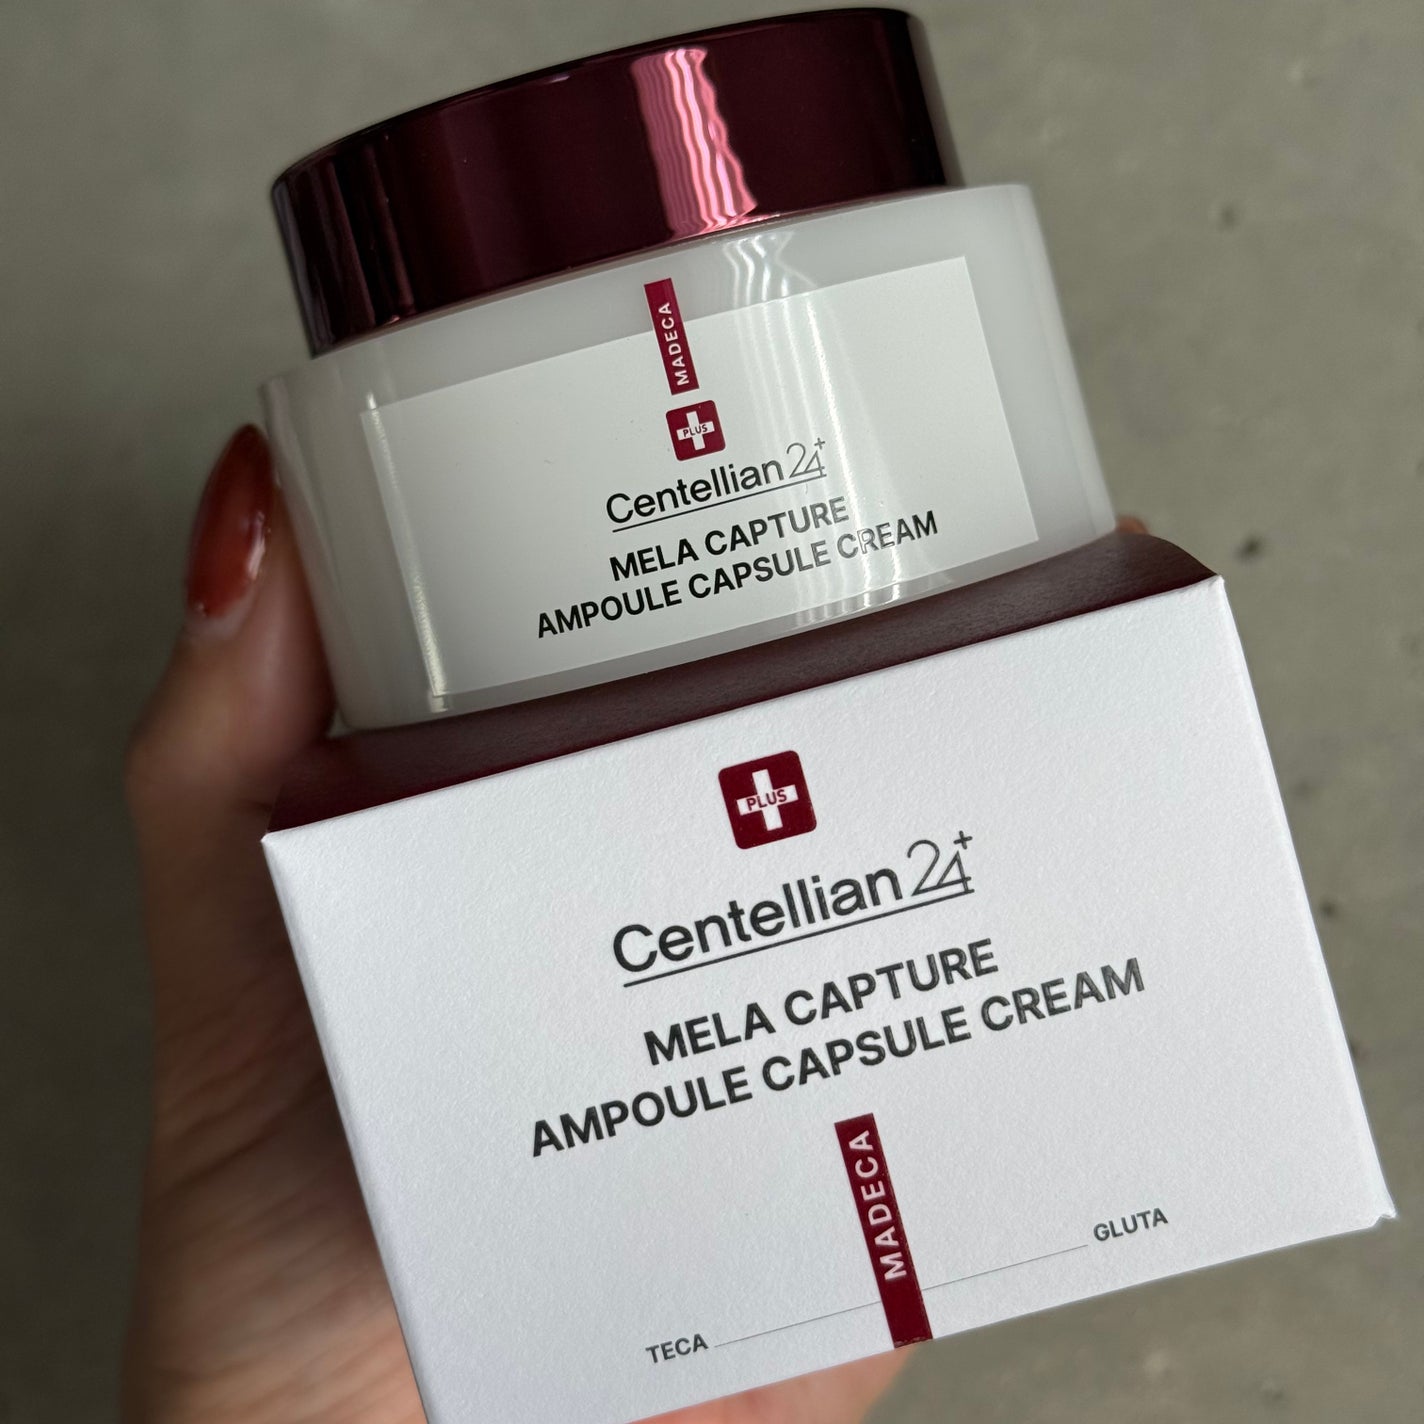 MADECA
PLUS
Centellian24+
MELA CAPTURE
AMPOULE CAPSULE CREAM
PLUS
Centellian24+
MELA CAPTURE
AMPOULE CAPSULE CREAM
MADECA
TECA GLUTA